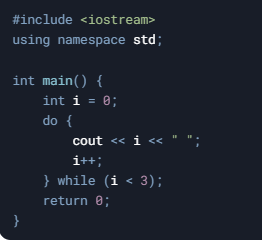 #include <iostream>
using namespace std;

int main() {
    int i = 0;
    do {
        cout << i << " ";
        i++;
    } while (i < 3);
    return 0;
}